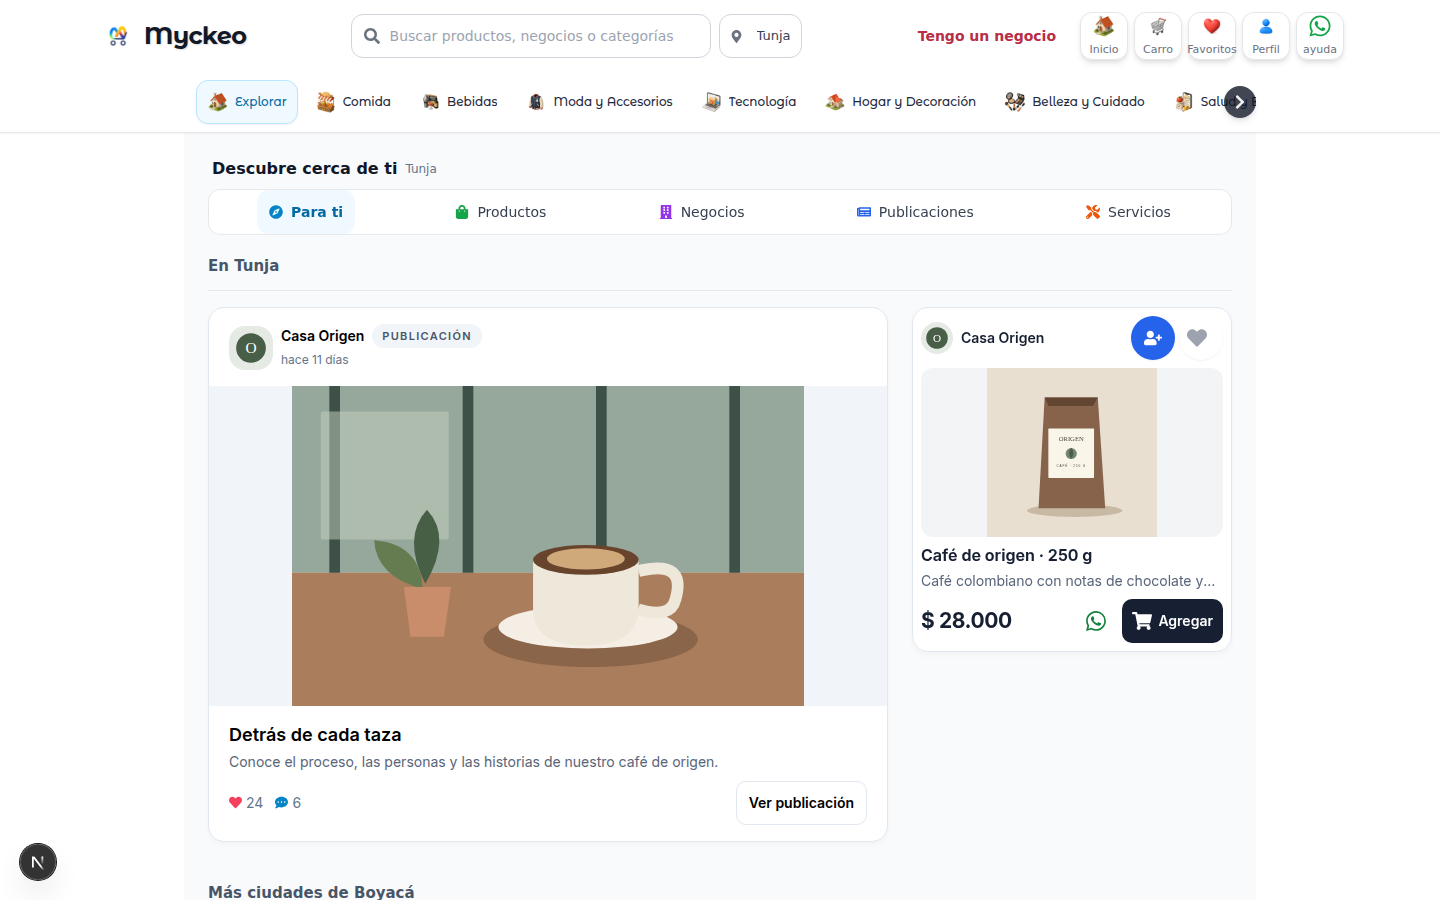 Myckeo
Buscar productos, negocios o categorías
Tunja
Tengo un negocio
Inicio
Carro
Favoritos
Perfil
ayuda
Explorar
Comida
Bebidas
Moda y Accesorios
Tecnología
Hogar y Decoración
Belleza y Cuidado
Salud y
Descubre cerca de ti Tunja
Para ti
Productos
Negocios
Publicaciones
Servicios
En Tunja
O
Casa Origen PUBLICACIÓN
hace 11 días
Detrás de cada taza
Conoce el proceso, las personas y las historias de nuestro café de origen.
24 6
Ver publicación
O
Casa Origen
ORIGEN
CAFÉ · 250 g
Café de origen · 250 g
Café colombiano con notas de chocolate y...
$ 28.000
Agregar
N
Más ciudades de Boyacá